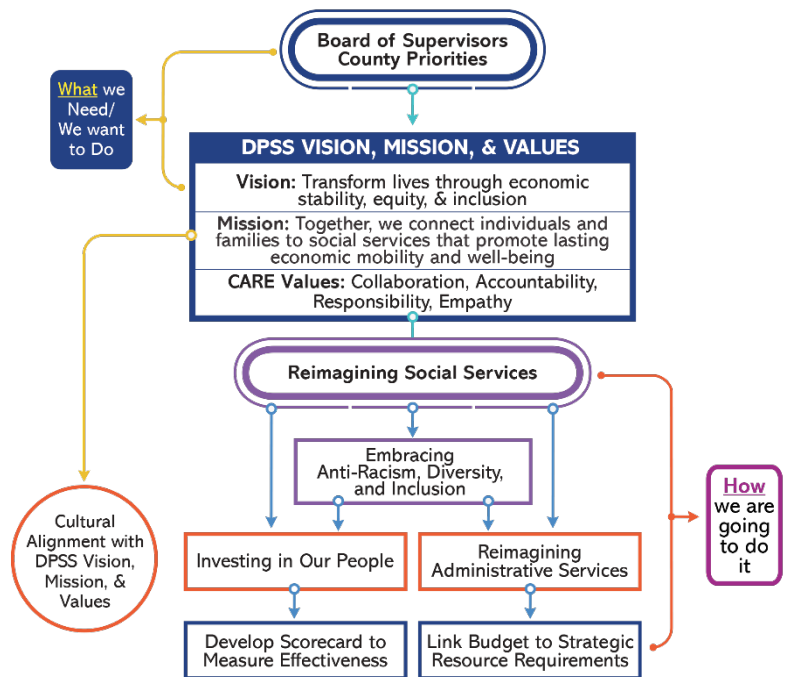 Board of Supervisors
County Priorities
What we
Need/
We want
to Do
DPSS VISION, MISSION, & VALUES
Vision: Transform lives through economic
stability, equity, & inclusion
Mission: Together, we connect individuals and
families to social services that promote lasting
economic mobility and well-being
CARE Values: Collaboration, Accountability,
Responsibility, Empathy
Reimagining Social Services
Embracing
Anti-Racism, Diversity,
and Inclusion
How
we are
going
to do
it
Cultural
Alignment with
DPSS Vision,
Mission, &
Values
Investing in Our People
Reimagining
Administrative Services
Develop Scorecard to
Measure Effectiveness
Link Budget to Strategic
Resource Requirements